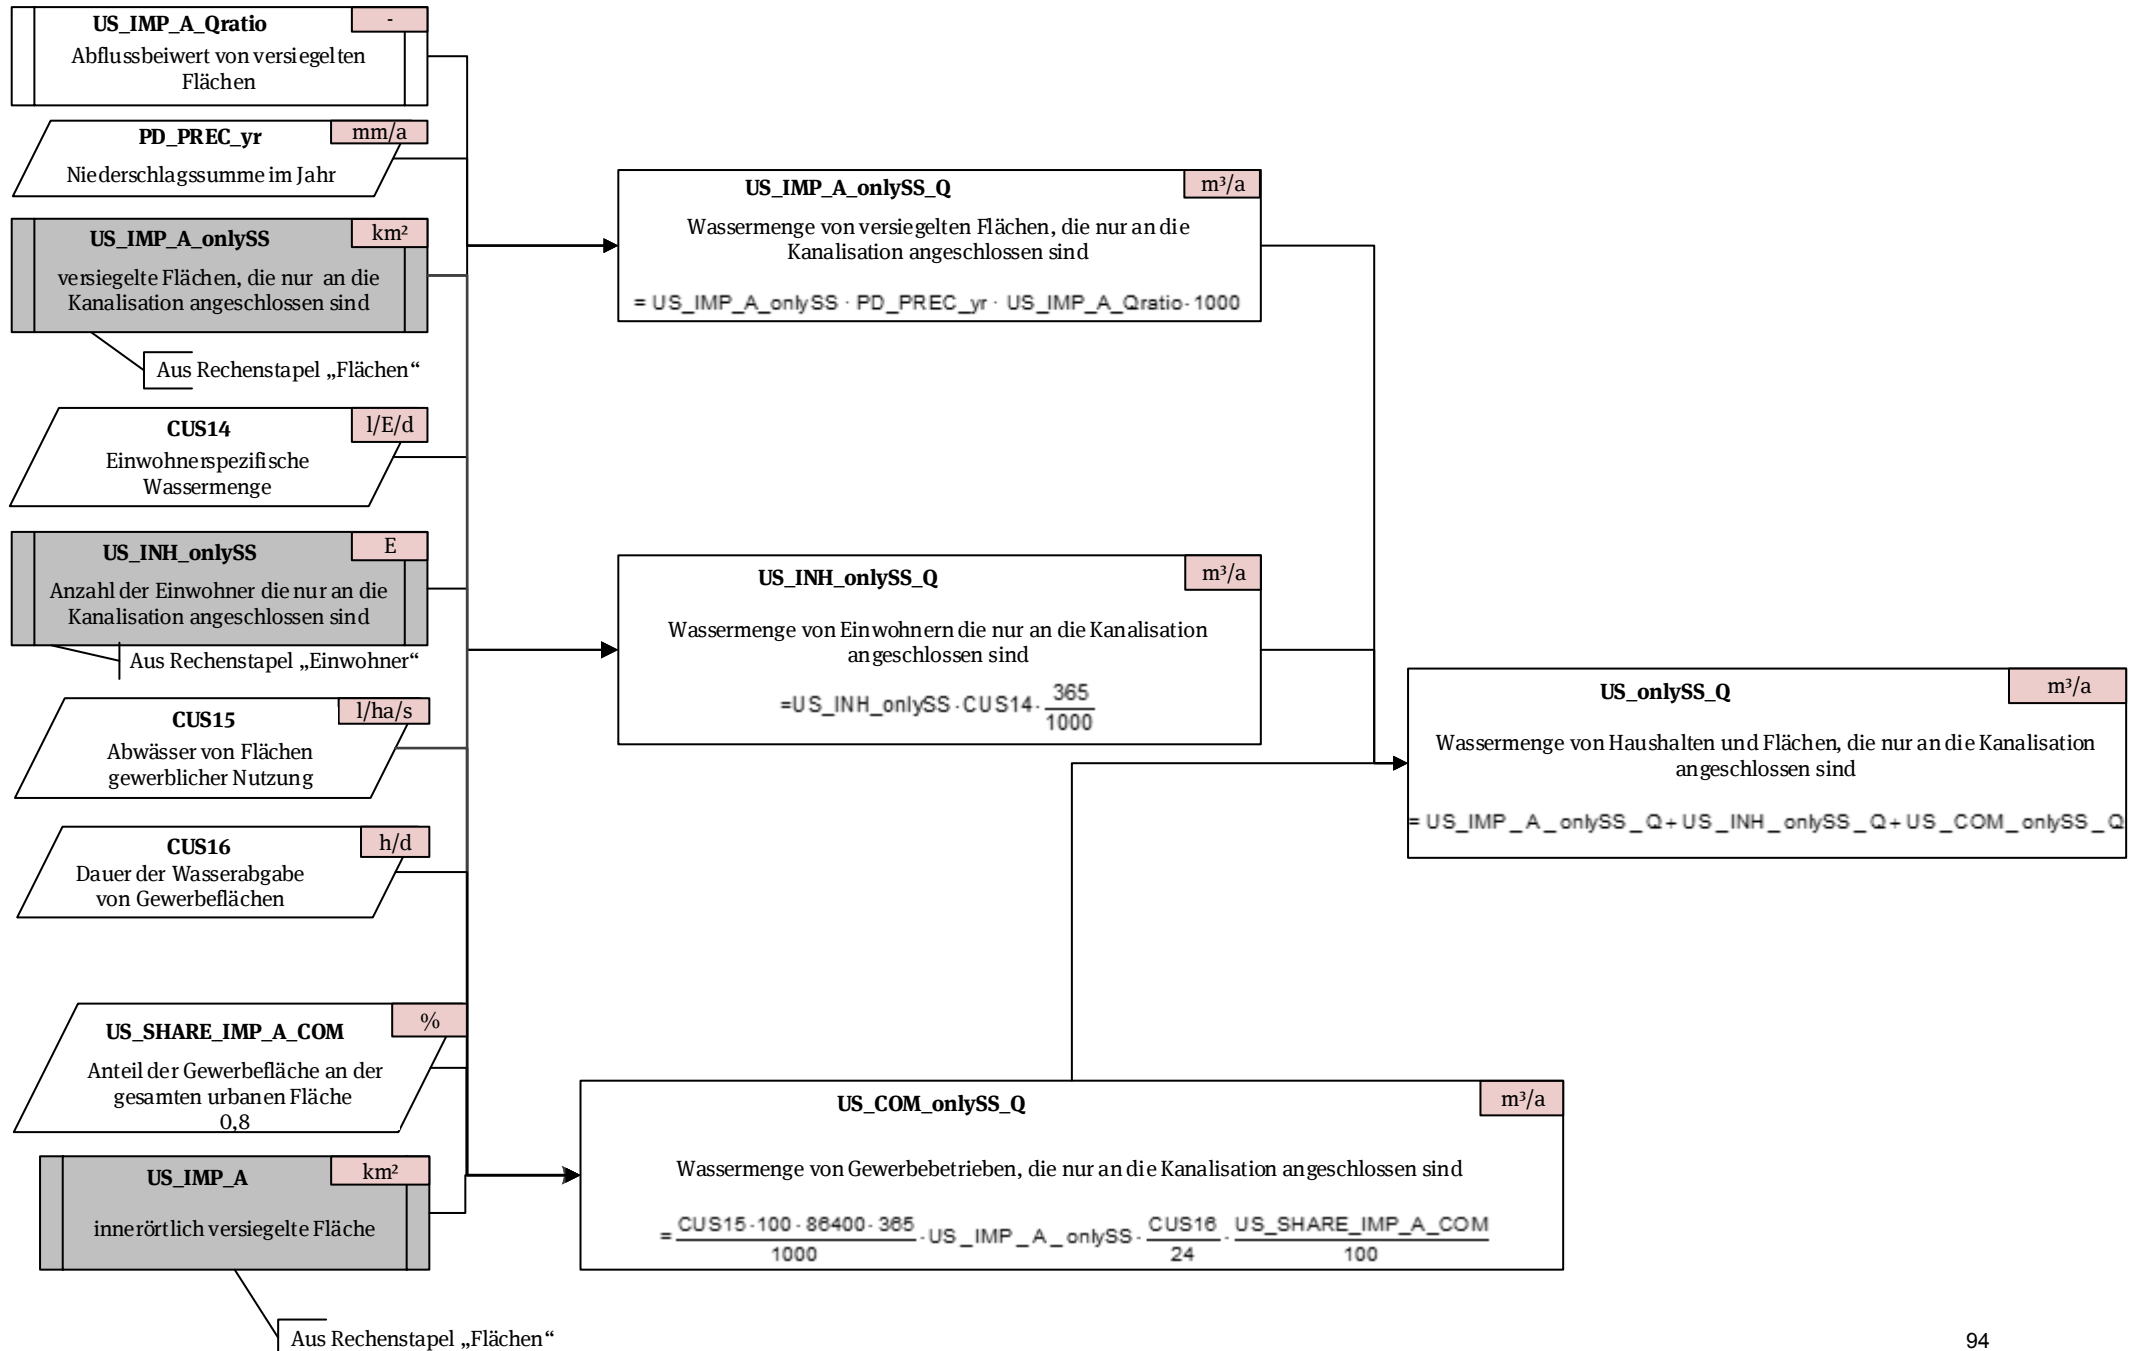 US_IMP_A_Qratio
-
Abflussbeiwert von versiegelten
Flächen
PD_PREC_yr
mm/a
Niederschlagssumme im Jahr
US_IMP_A_onlySS
km²
versiegelte Flächen, die nur an die
Kanalisation angeschlossen sind
Aus Rechenstapel „Flächen“
CUS14
l/E/d
Einwohnerspezifische
Wassermenge
US_INH_onlySS
E
Anzahl der Einwohner die nur an die
Kanalisation angeschlossen sind
Aus Rechenstapel „Einwohner“
CUS15
l/ha/s
Abwässer von Flächen
gewerblicher Nutzung
CUS16
h/d
Dauer der Wasserabgabe
von Gewerbeflächen
US_SHARE_IMP_A_COM
%
Anteil der Gewerbefläche an der
gesamten urbanen Fläche
0,8
US_IMP_A
km²
innerörtlich versiegelte Fläche
Aus Rechenstapel „Flächen“
US_IMP_A_onlySS_Q
m³/a
Wassermenge von versiegelten Flächen, die nur an die
Kanalisation angeschlossen sind
= US_IMP_A_onlySS · PD_PREC_yr · US_IMP_A_Qratio · 1000
US_INH_onlySS_Q
m³/a
Wassermenge von Einwohnern die nur an die Kanalisation
angeschlossen sind
=US_INH_onlySS · CUS14 · 365/1000
US_COM_onlySS_Q
m³/a
Wassermenge von Gewerbebetrieben, die nur an die Kanalisation angeschlossen sind
= CUS15 · 100 · 86400 · 365/1000 · US_IMP_A_onlySS · CUS16/24 · US_SHARE_IMP_A_COM/100
US_onlySS_Q
m³/a
Wassermenge von Haushalten und Flächen, die nur an die Kanalisation
angeschlossen sind
= US_IMP_A_onlySS_Q + US_INH_onlySS_Q + US_COM_onlySS_Q
94